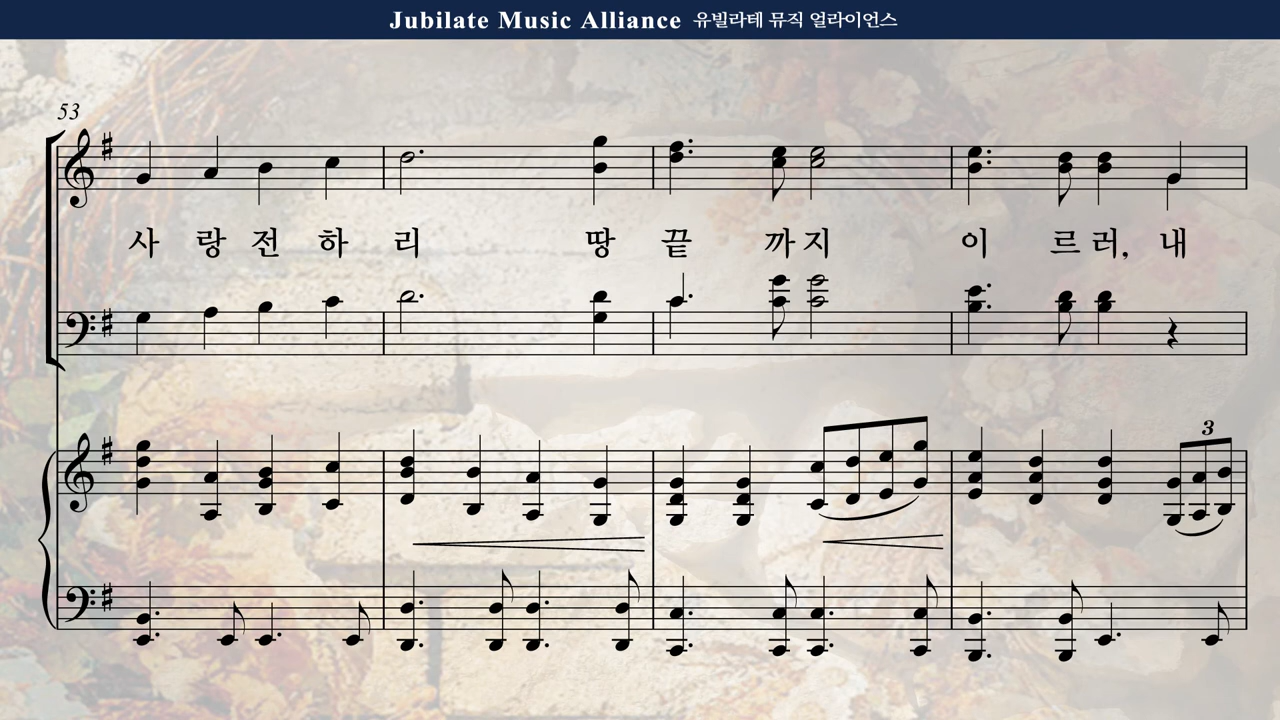 Jubilate Music Alliance 유빌라테 뮤직 얼라이언스
53
사 랑 전 하 리 땅 끝 까 지 이 르 러, 내
3